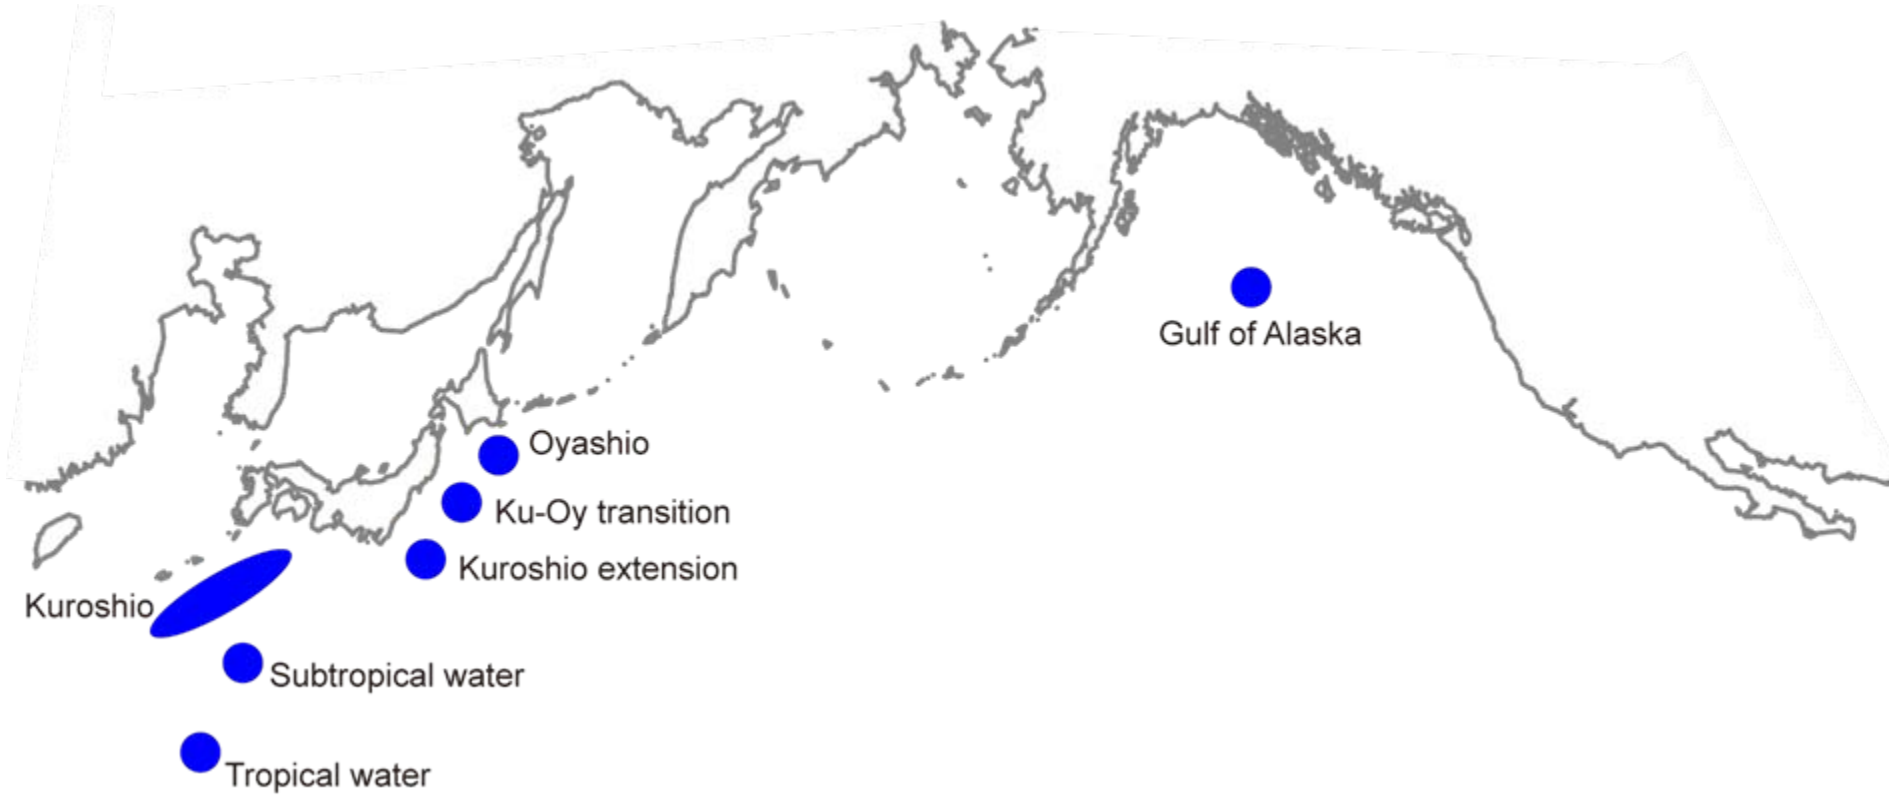 Gulf of Alaska
Oyashio
Ku-Oy transition
Kuroshio extension
Kuroshio
Subtropical water
Tropical water